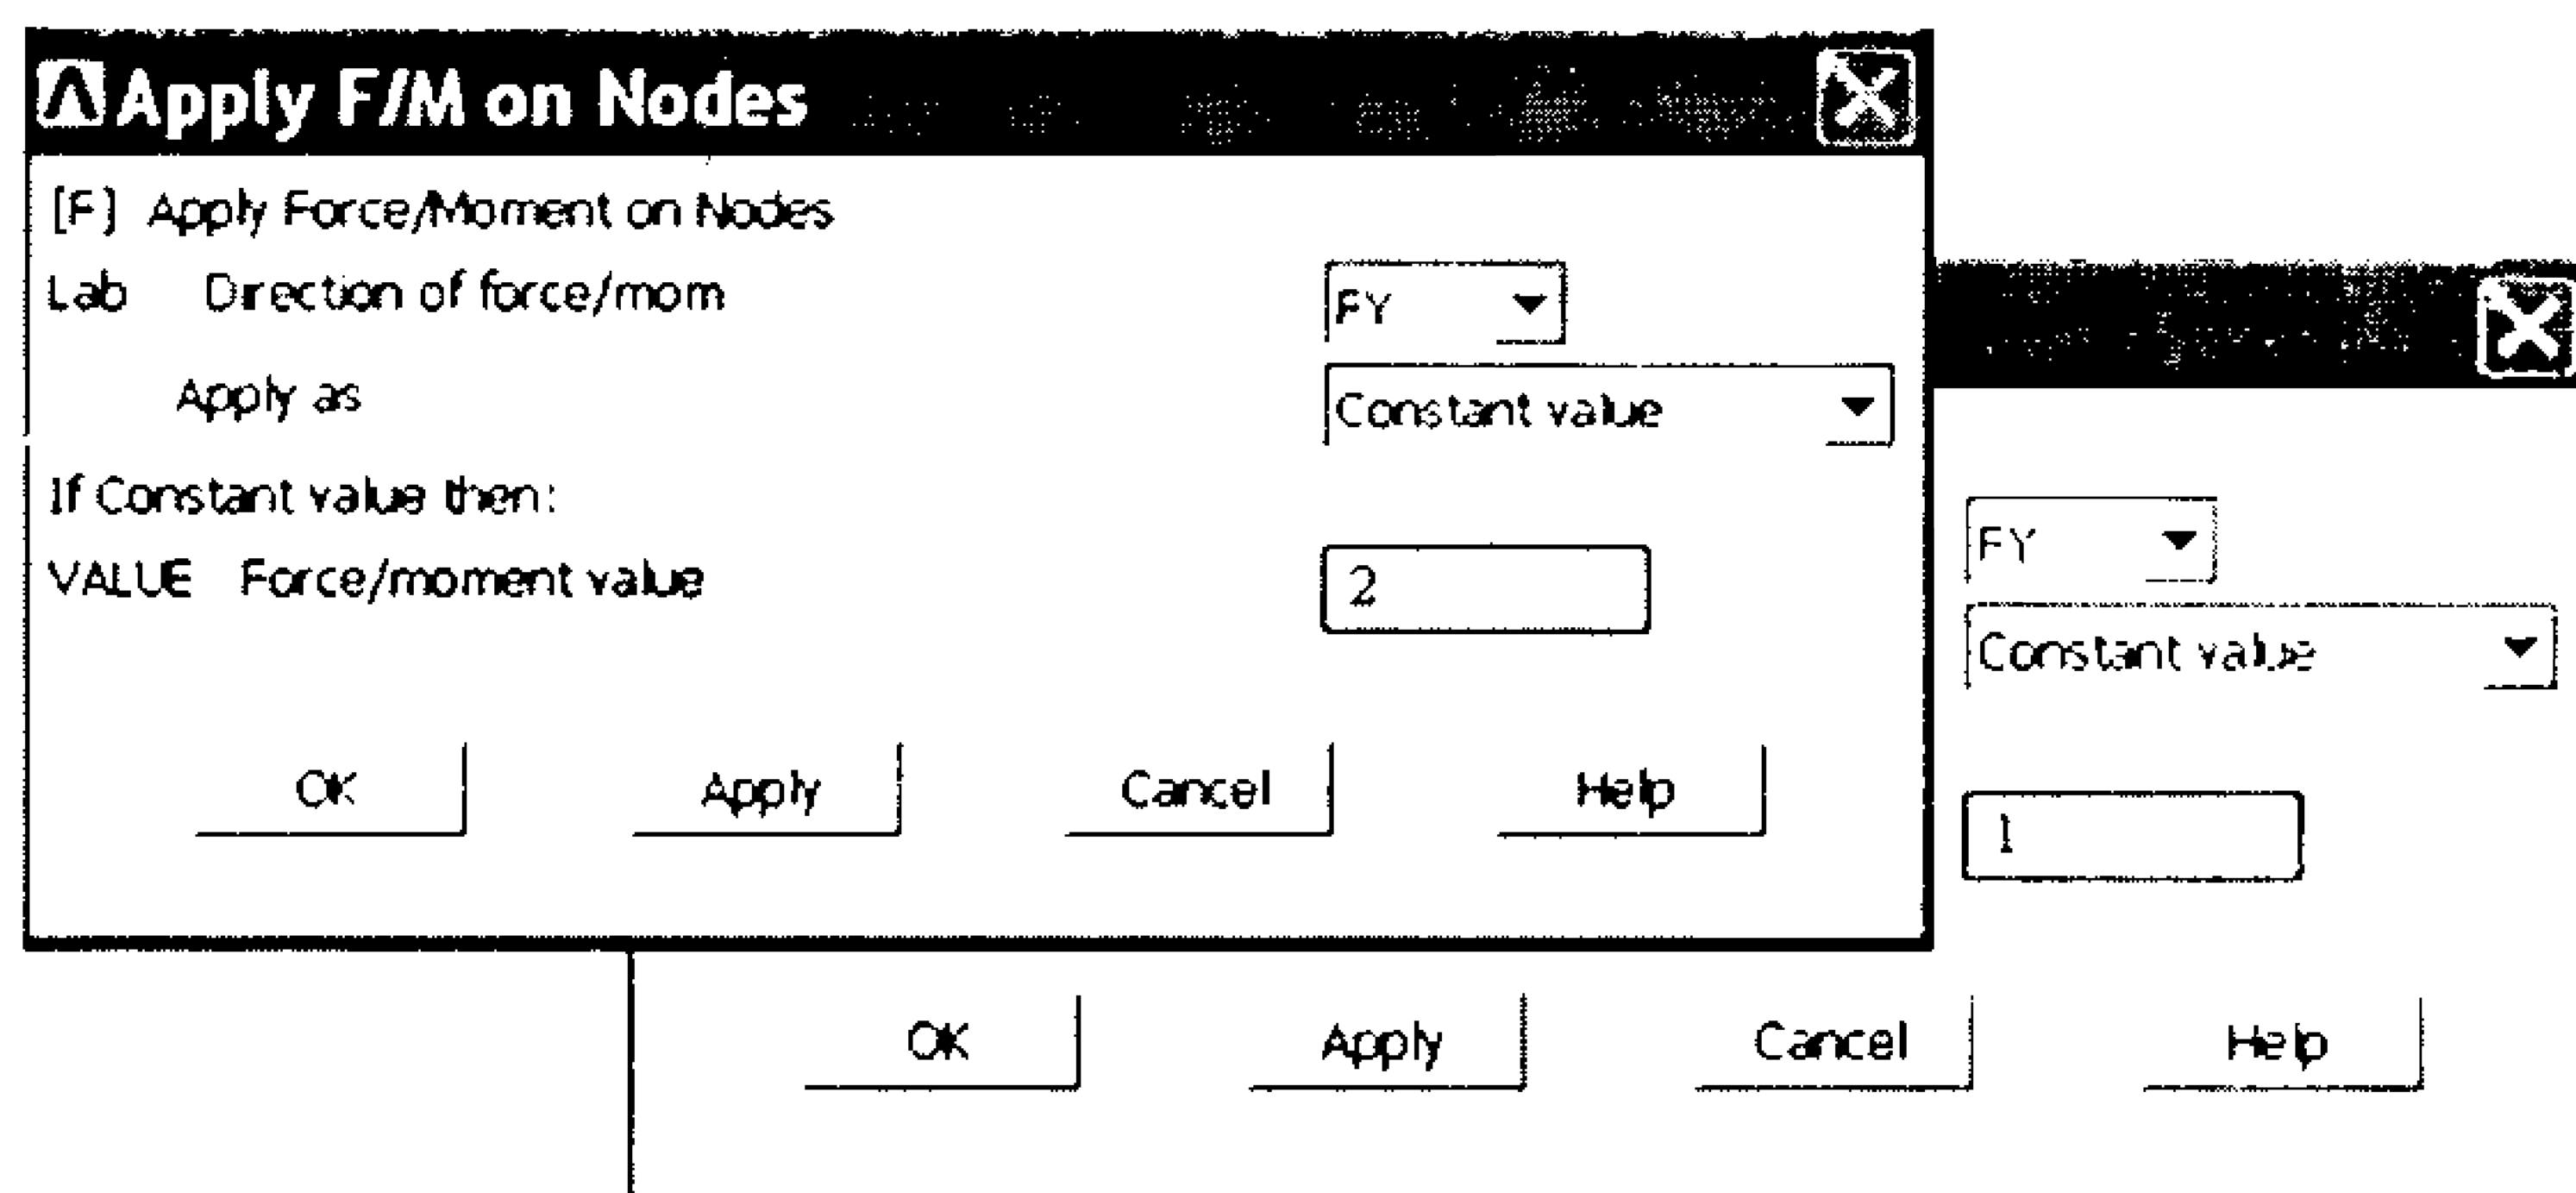 Apply F/M on Nodes
[F] Apply Force/Moment on Nodes
Lab Direction of force/mom FY
Apply as Constant value
If Constant value then:
VALUE Force/moment value 2
OK Apply Cancel Help
FY
Constant value
1
OK Apply Cancel Help